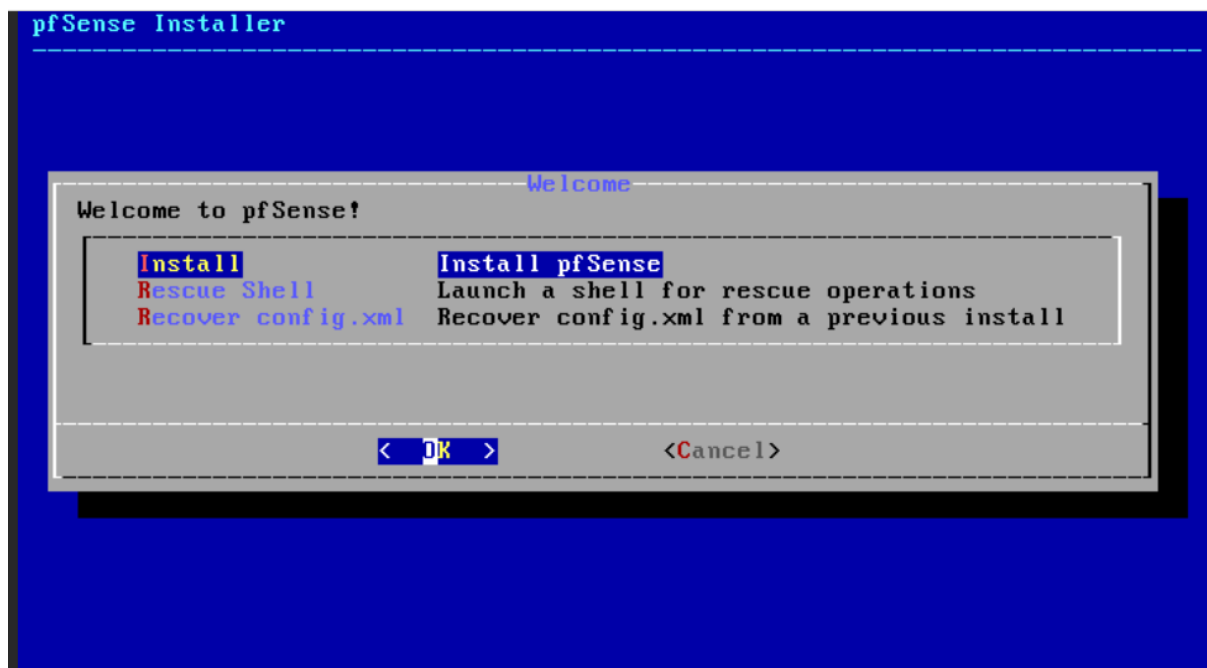 pfSense Installer
Welcome
Welcome to pfSense!
Install Install pfSense
Rescue Shell Launch a shell for rescue operations
Recover config.xml Recover config.xml from a previous install
< OK > <Cancel>